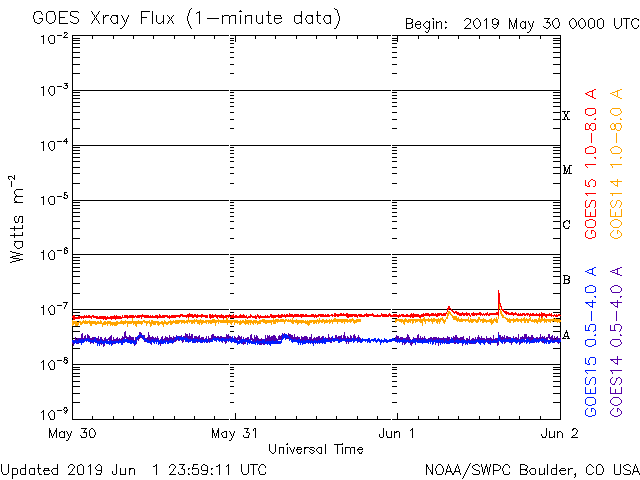 GOES Xray Flux (1-minute data)
Begin: 2019 May 30 0000 UTC
Watts m⁻²
10⁻²
10⁻³
10⁻⁴
10⁻⁵
10⁻⁶
10⁻⁷
10⁻⁸
10⁻⁹
X
M
C
B
A
GOES15 1.0-8.0 A
GOES14 1.0-8.0 A
GOES15 0.5-4.0 A
GOES14 0.5-4.0 A
May 30 May 31 Jun 1 Jun 2
Universal Time
Updated 2019 Jun 1 23:59:11 UTC
NOAA/SWPC Boulder, CO USA